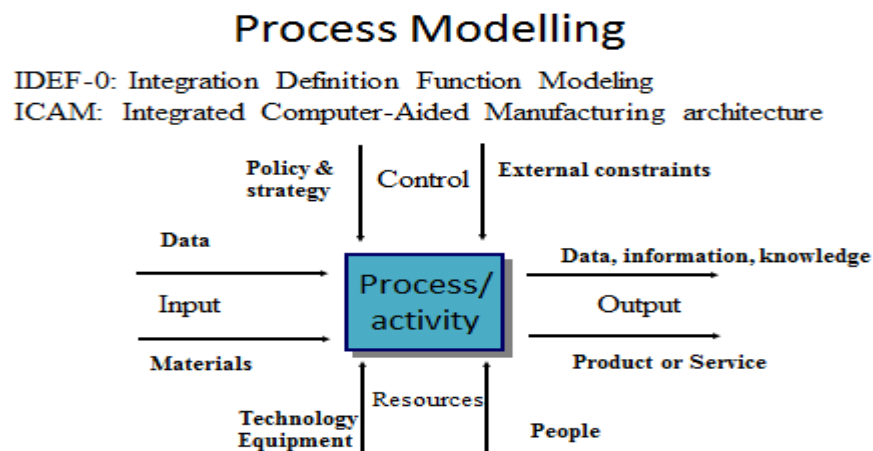 Process Modelling
IDEF-0: Integration Definition Function Modeling
ICAM: Integrated Computer-Aided Manufacturing architecture
Policy &
strategy
Control
External constraints
Data
Input
Materials
Process/
activity
Data, information, knowledge
Output
Product or Service
Technology
Equipment
Resources
People